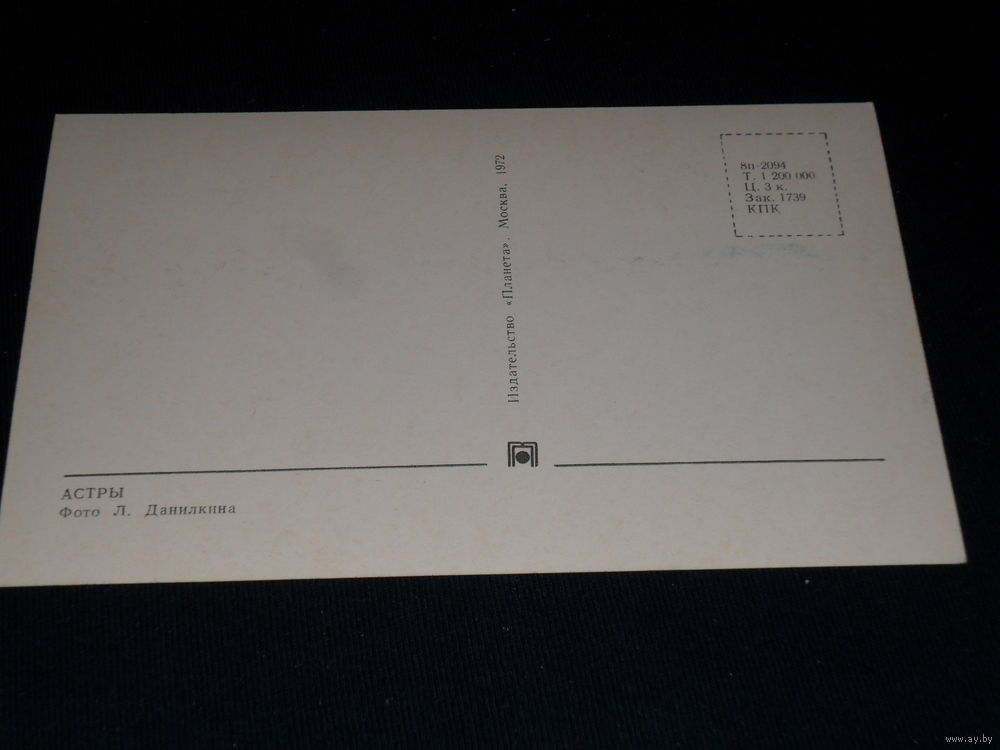 8п-2094
Т. 1 200 000
Ц. 3 к.
Зак. 1739
КПК
Издательство «Планета». Москва. 1972
АСТРЫ
Фото Л. Данилкина
www.ay.by